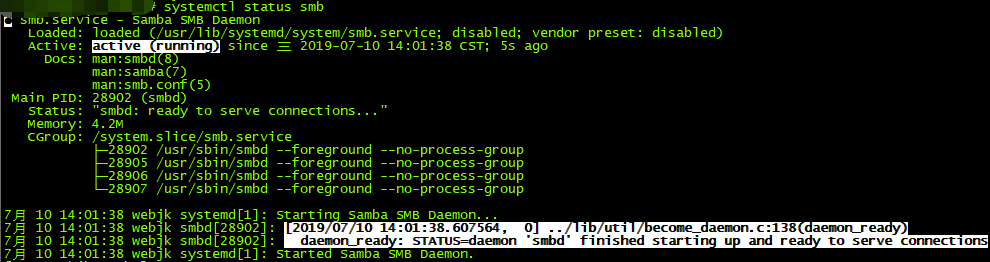 # systemctl status smb
● smb.service - Samba SMB Daemon
Loaded: loaded (/usr/lib/systemd/system/smb.service; disabled; vendor preset: disabled)
Active: active (running) since 三 2019-07-10 14:01:38 CST; 5s ago
Docs: man:smbd(8)
man:samba(7)
man:smb.conf(5)
Main PID: 28902 (smbd)
Status: "smbd: ready to serve connections..."
Memory: 4.2M
CGroup: /system.slice/smb.service
├─28902 /usr/sbin/smbd --foreground --no-process-group
├─28905 /usr/sbin/smbd --foreground --no-process-group
├─28906 /usr/sbin/smbd --foreground --no-process-group
└─28907 /usr/sbin/smbd --foreground --no-process-group
7月 10 14:01:38 webjk systemd[1]: Starting Samba SMB Daemon...
7月 10 14:01:38 webjk smbd[28902]: [2019/07/10 14:01:38.607564, 0] ../lib/util/become_daemon.c:138(daemon_ready)
7月 10 14:01:38 webjk smbd[28902]: daemon_ready: STATUS=daemon 'smbd' finished starting up and ready to serve connections
7月 10 14:01:38 webjk systemd[1]: Started Samba SMB Daemon.